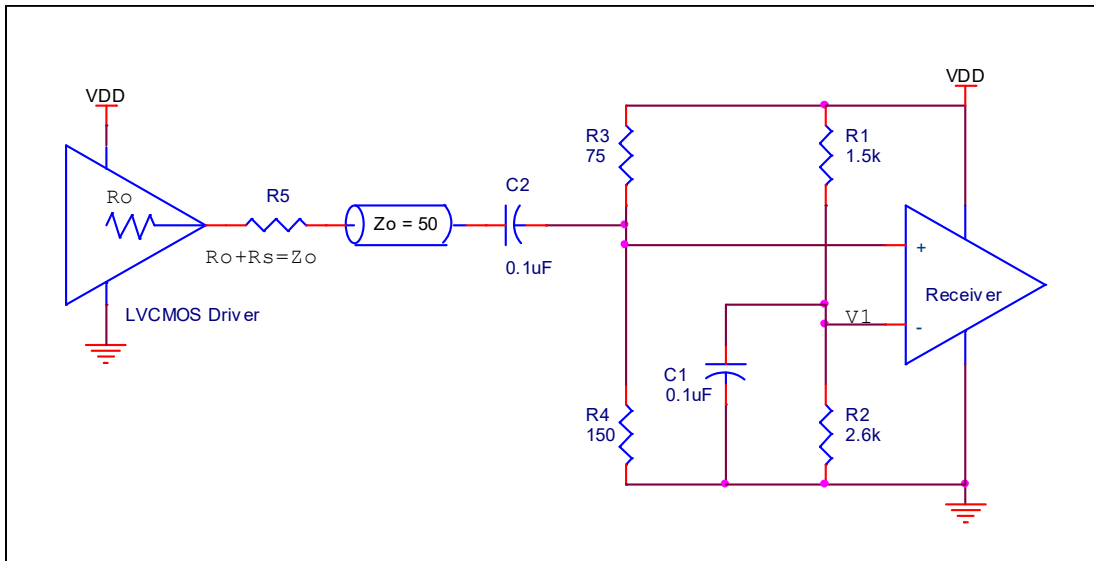 VDD
VDD
Ro
R5
Zo = 50
C2
0.1uF
Ro+Rs=Zo
LVCMOS Driver
R3
75
R1
1.5k
+
Receiver
V1
-
C1
0.1uF
R4
150
R2
2.6k